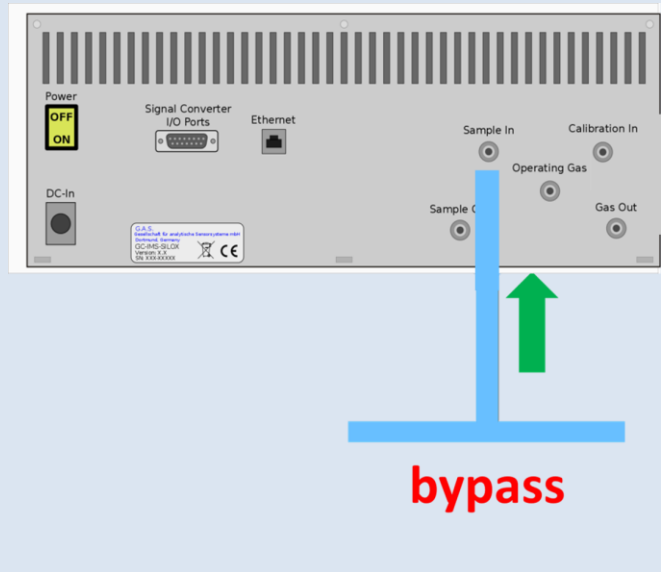 Power
OFF
ON
Signal Converter
I/O Ports
Ethernet
Sample In
Calibration In
Operating Gas
DC-In
Sample
Gas Out
G.A.S.
Gesellschaft für analytische Sensorsysteme mbH
Dortmund, Germany
GC-IMS-SILOX
Version: X.X
SN: XXX-XXXXX
CE
bypass